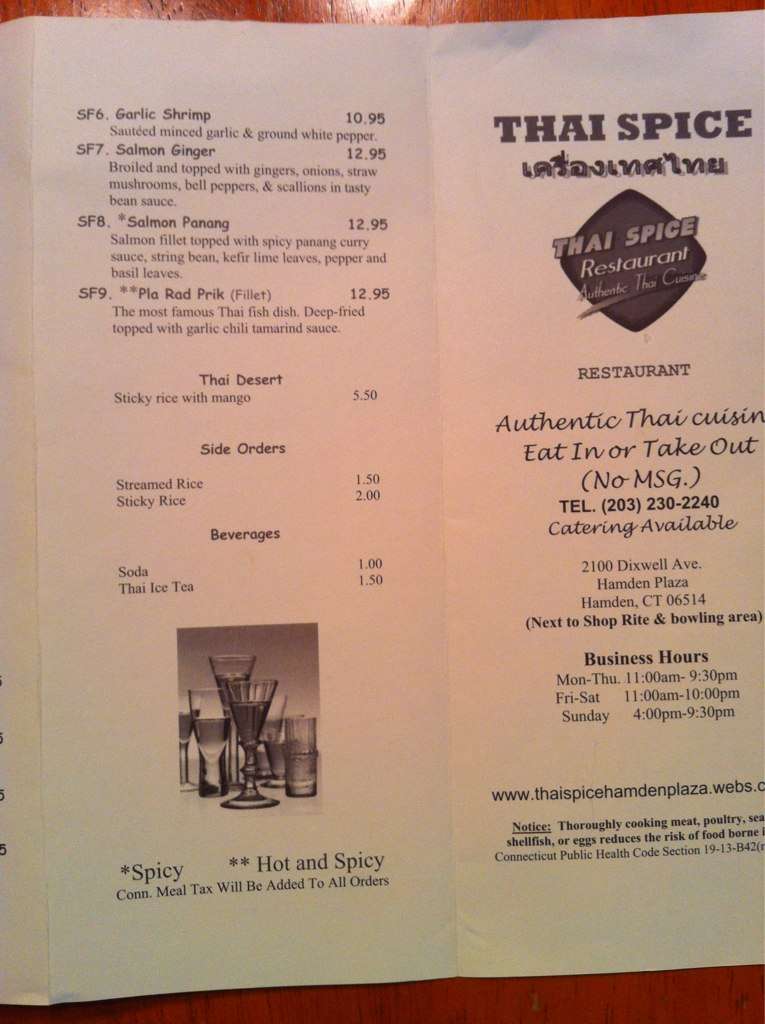 SF6. Garlic Shrimp 10.95
Sautéed minced garlic & ground white pepper.
SF7. Salmon Ginger 12.95
Broiled and topped with gingers, onions, straw
mushrooms, bell peppers, & scallions in tasty
bean sauce.
SF8. *Salmon Panang 12.95
Salmon fillet topped with spicy panang curry
sauce, string bean, kefir lime leaves, pepper and
basil leaves.
SF9. **Pla Rad Prik (Fillet) 12.95
The most famous Thai fish dish. Deep-fried
topped with garlic chili tamarind sauce.
Thai Desert
Sticky rice with mango 5.50
Side Orders
Streamed Rice 1.50
Sticky Rice 2.00
Beverages
Soda 1.00
Thai Ice Tea 1.50
*Spicy ** Hot and Spicy
Conn. Meal Tax Will Be Added To All Orders
THAI SPICE
เครื่องเทศไทย
THAI SPICE
Restaurant
Authentic Thai Cuisine
RESTAURANT
Authentic Thai cuisin
Eat In or Take Out
(No MSG.)
TEL. (203) 230-2240
Catering Available
2100 Dixwell Ave.
Hamden Plaza
Hamden, CT 06514
(Next to Shop Rite & bowling area)
Business Hours
Mon-Thu. 11:00am- 9:30pm
Fri-Sat 11:00am-10:00pm
Sunday 4:00pm-9:30pm
www.thaispicehamdenplaza.webs.c
Notice: Thoroughly cooking meat, poultry, sea
shellfish, or eggs reduces the risk of food borne i
Connecticut Public Health Code Section 19-13-B42(